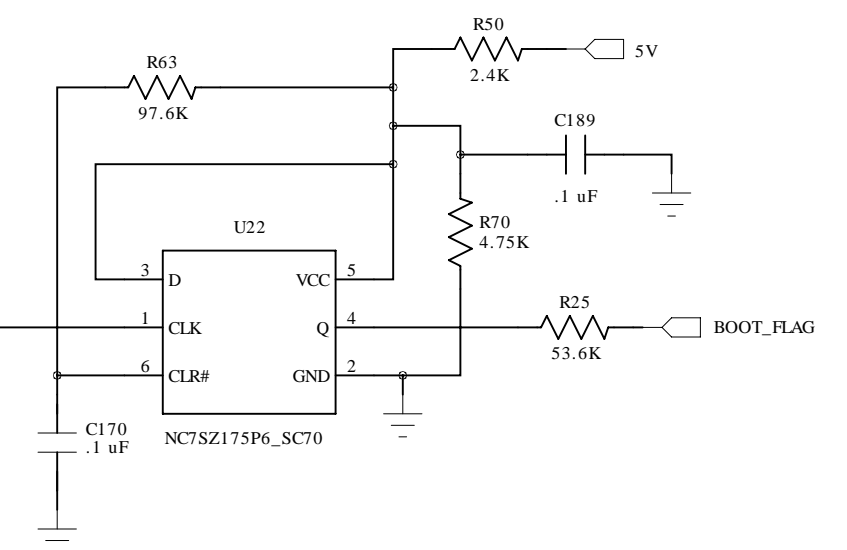 R50
5V
2.4K
R63
97.6K
C189
.1 uF
R70
4.75K
U22
3 D VCC 5
1 CLK Q 4
6 CLR# GND 2
R25
53.6K
BOOT_FLAG
C170
.1 uF
NC7SZ175P6_SC70